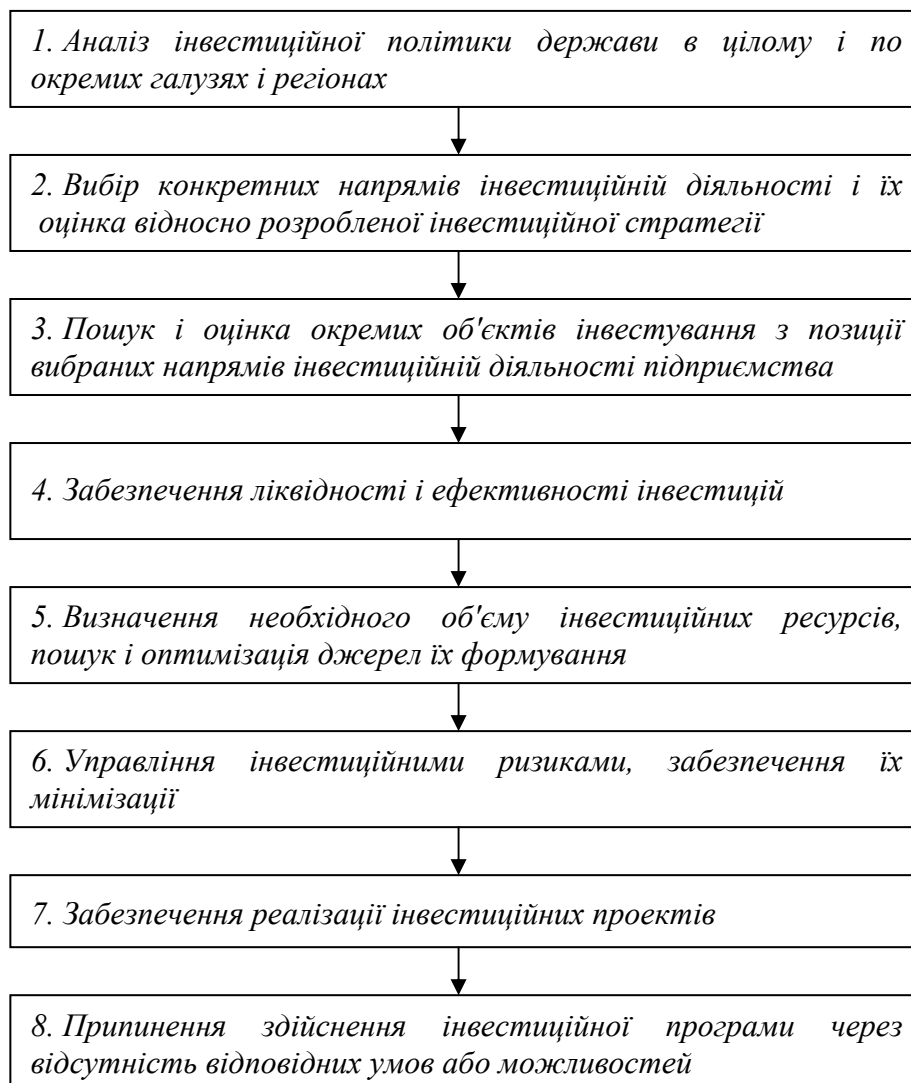 1. Аналіз інвестиційної політики держави в цілому і по
окремих галузях і регіонах
2. Вибір конкретних напрямів інвестиційній діяльності і їх
оцінка відносно розробленої інвестиційної стратегії
3. Пошук і оцінка окремих об'єктів інвестування з позиції
вибраних напрямів інвестиційній діяльності підприємства
4. Забезпечення ліквідності і ефективності інвестицій
5. Визначення необхідного об'єму інвестиційних ресурсів,
пошук і оптимізація джерел їх формування
6. Управління інвестиційними ризиками, забезпечення їх
мінімізації
7. Забезпечення реалізації інвестиційних проектів
8. Припинення здійснення інвестиційної програми через
відсутність відповідних умов або можливостей